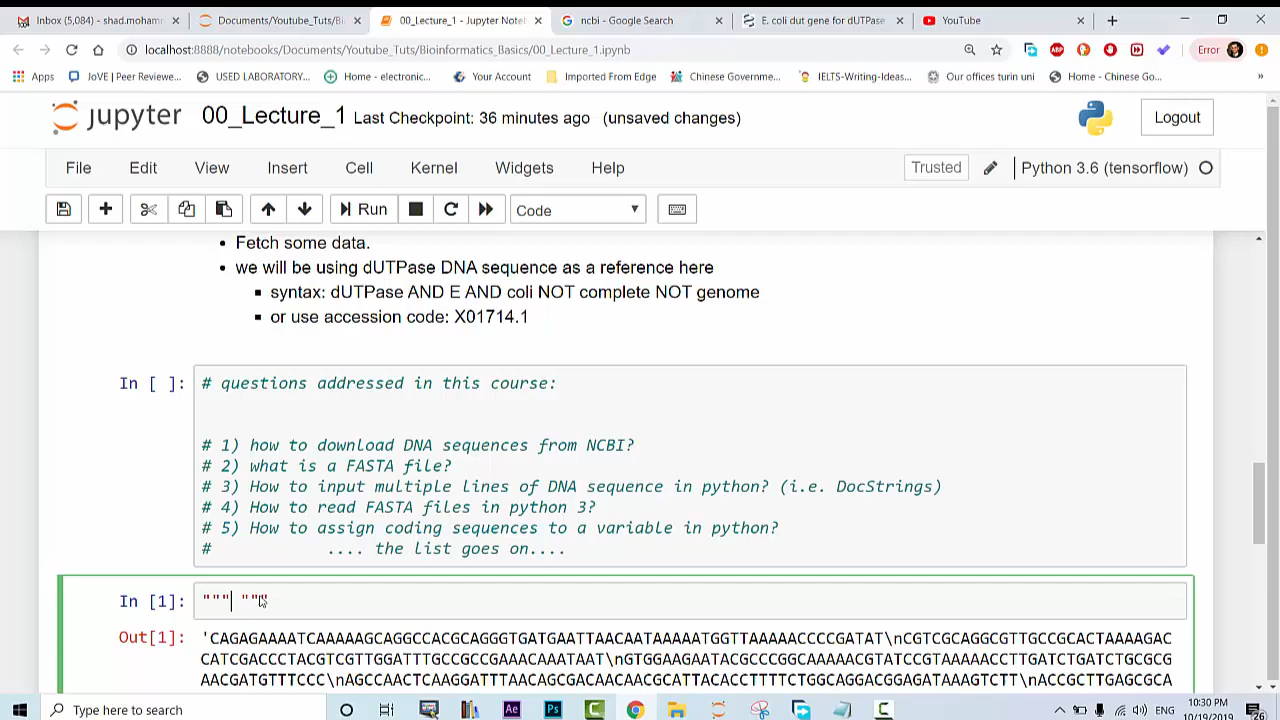 Inbox (5,084) - shad.mohamm
Documents/Youtube_Tuts/Bi
00_Lecture_1 - Jupyter Note
ncbi - Google Search
E. coli dut gene for dUTPase
YouTube
localhost:8888/notebooks/Documents/Youtube_Tuts/Bioinformatics_Basics/00_Lecture_1.ipynb
ABP
Error
Apps
JoVE | Peer Reviewe...
USED LABORATORY...
Home - electronic...
Your Account
Imported From Edge
Chinese Governme...
IELTS-Writing-Ideas...
Our offices turin uni
Home - Chinese Go...
»
jupyter 00_Lecture_1 Last Checkpoint: 36 minutes ago (unsaved changes)
Logout
File Edit View Insert Cell Kernel Widgets Help
Trusted
Python 3.6 (tensorflow)
Run
Code
• Fetch some data.
• we will be using dUTPase DNA sequence as a reference here
▪ syntax: dUTPase AND E AND coli NOT complete NOT genome
▪ or use accession code: X01714.1
In [ ]: # questions addressed in this course:
# 1) how to download DNA sequences from NCBI?
# 2) what is a FASTA file?
# 3) How to input multiple lines of DNA sequence in python? (i.e. DocStrings)
# 4) How to read FASTA files in python 3?
# 5) How to assign coding sequences to a variable in python?
# .... the list goes on....
In [1]: """ """
Out[1]: 'CAGAGAAAATCAAAAAGCAGGCCACGCAGGGTGATGAATTAACAATAAAAATGGTTAAAAACCCCGATAT\nCGTCGCAGGCGTTGCCGCACTAAAAGAC
CATCGACCCTACGTCGTTGGATTTGCCGCCGAAACAAATAAT\nGTGGAAGAATACGCCCGGCAAAAACGTATCCGTAAAAACCTTGATCTGATCTGCGCG
AACGATGTTTCCC\nAGCCAACTCAAGGATTTAACAGCGACAACAACGCATTACACCTTTTCTGGCAGGACGGAGATAAAGTCTT\nACCGCTTGAGCGCA
Type here to search
Ae
Ps
ENG
10:30 PM
10/19/2019